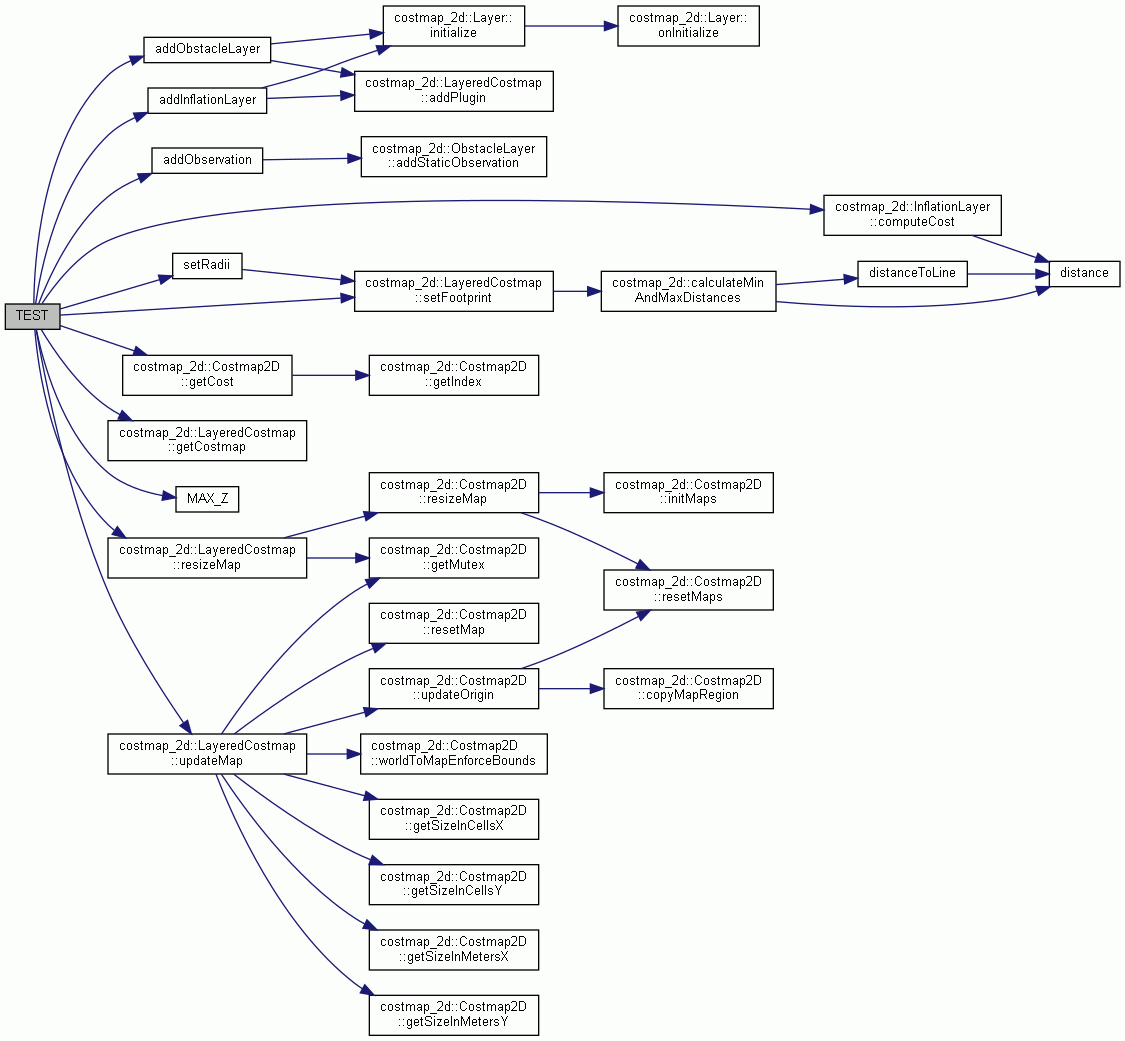 costmap_2d::Layer::
initialize
costmap_2d::Layer::
onInitialize
addObstacleLayer
costmap_2d::LayeredCostmap
::addPlugin
addInflationLayer
costmap_2d::ObstacleLayer
::addStaticObservation
addObservation
costmap_2d::InflationLayer
::computeCost
setRadii
distanceToLine
distance
costmap_2d::LayeredCostmap
::setFootprint
costmap_2d::calculateMin
AndMaxDistances
TEST
costmap_2d::Costmap2D
::getCost
costmap_2d::Costmap2D
::getIndex
costmap_2d::LayeredCostmap
::getCostmap
MAX_Z
costmap_2d::Costmap2D
::resizeMap
costmap_2d::Costmap2D
::initMaps
costmap_2d::LayeredCostmap
::resizeMap
costmap_2d::Costmap2D
::getMutex
costmap_2d::Costmap2D
::resetMaps
costmap_2d::Costmap2D
::resetMap
costmap_2d::Costmap2D
::updateOrigin
costmap_2d::Costmap2D
::copyMapRegion
costmap_2d::LayeredCostmap
::updateMap
costmap_2d::Costmap2D
::worldToMapEnforceBounds
costmap_2d::Costmap2D
::getSizeInCellsX
costmap_2d::Costmap2D
::getSizeInCellsY
costmap_2d::Costmap2D
::getSizeInMetersX
costmap_2d::Costmap2D
::getSizeInMetersY